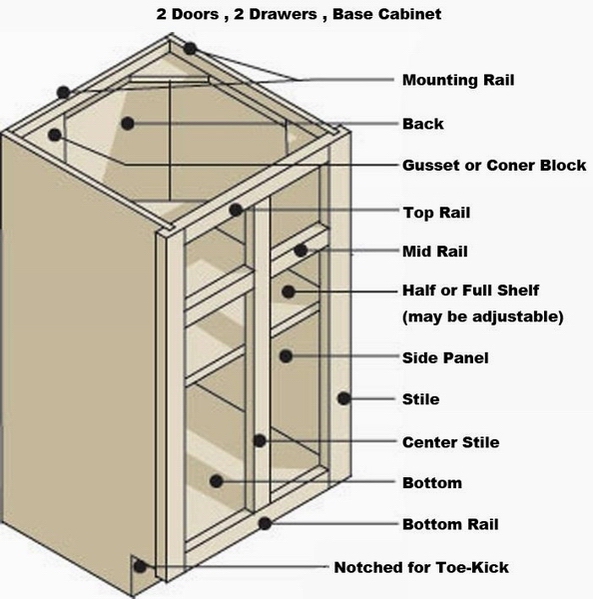 2 Doors , 2 Drawers , Base Cabinet
Mounting Rail
Back
Gusset or Coner Block
Top Rail
Mid Rail
Half or Full Shelf
(may be adjustable)
Side Panel
Stile
Center Stile
Bottom
Bottom Rail
Notched for Toe-Kick